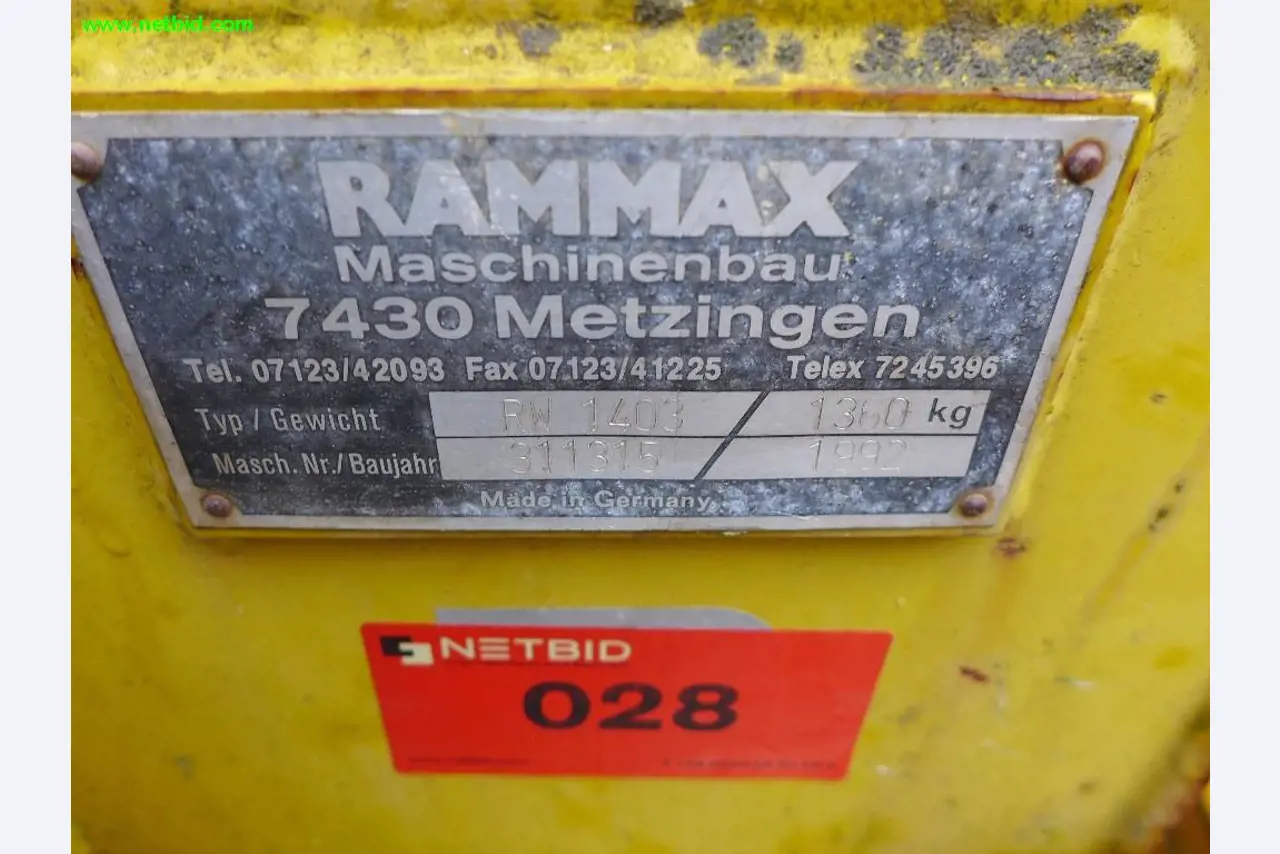 www.netbid.com
RAMMAX
Maschinenbau
7430 Metzingen
Tel. 07123/42093 Fax 07123/41225 Telex 7245396
Typ / Gewicht RW 1403 / 1360 kg
Masch. Nr./Baujahr 311315 / 1992
Made in Germany
NETBID
028